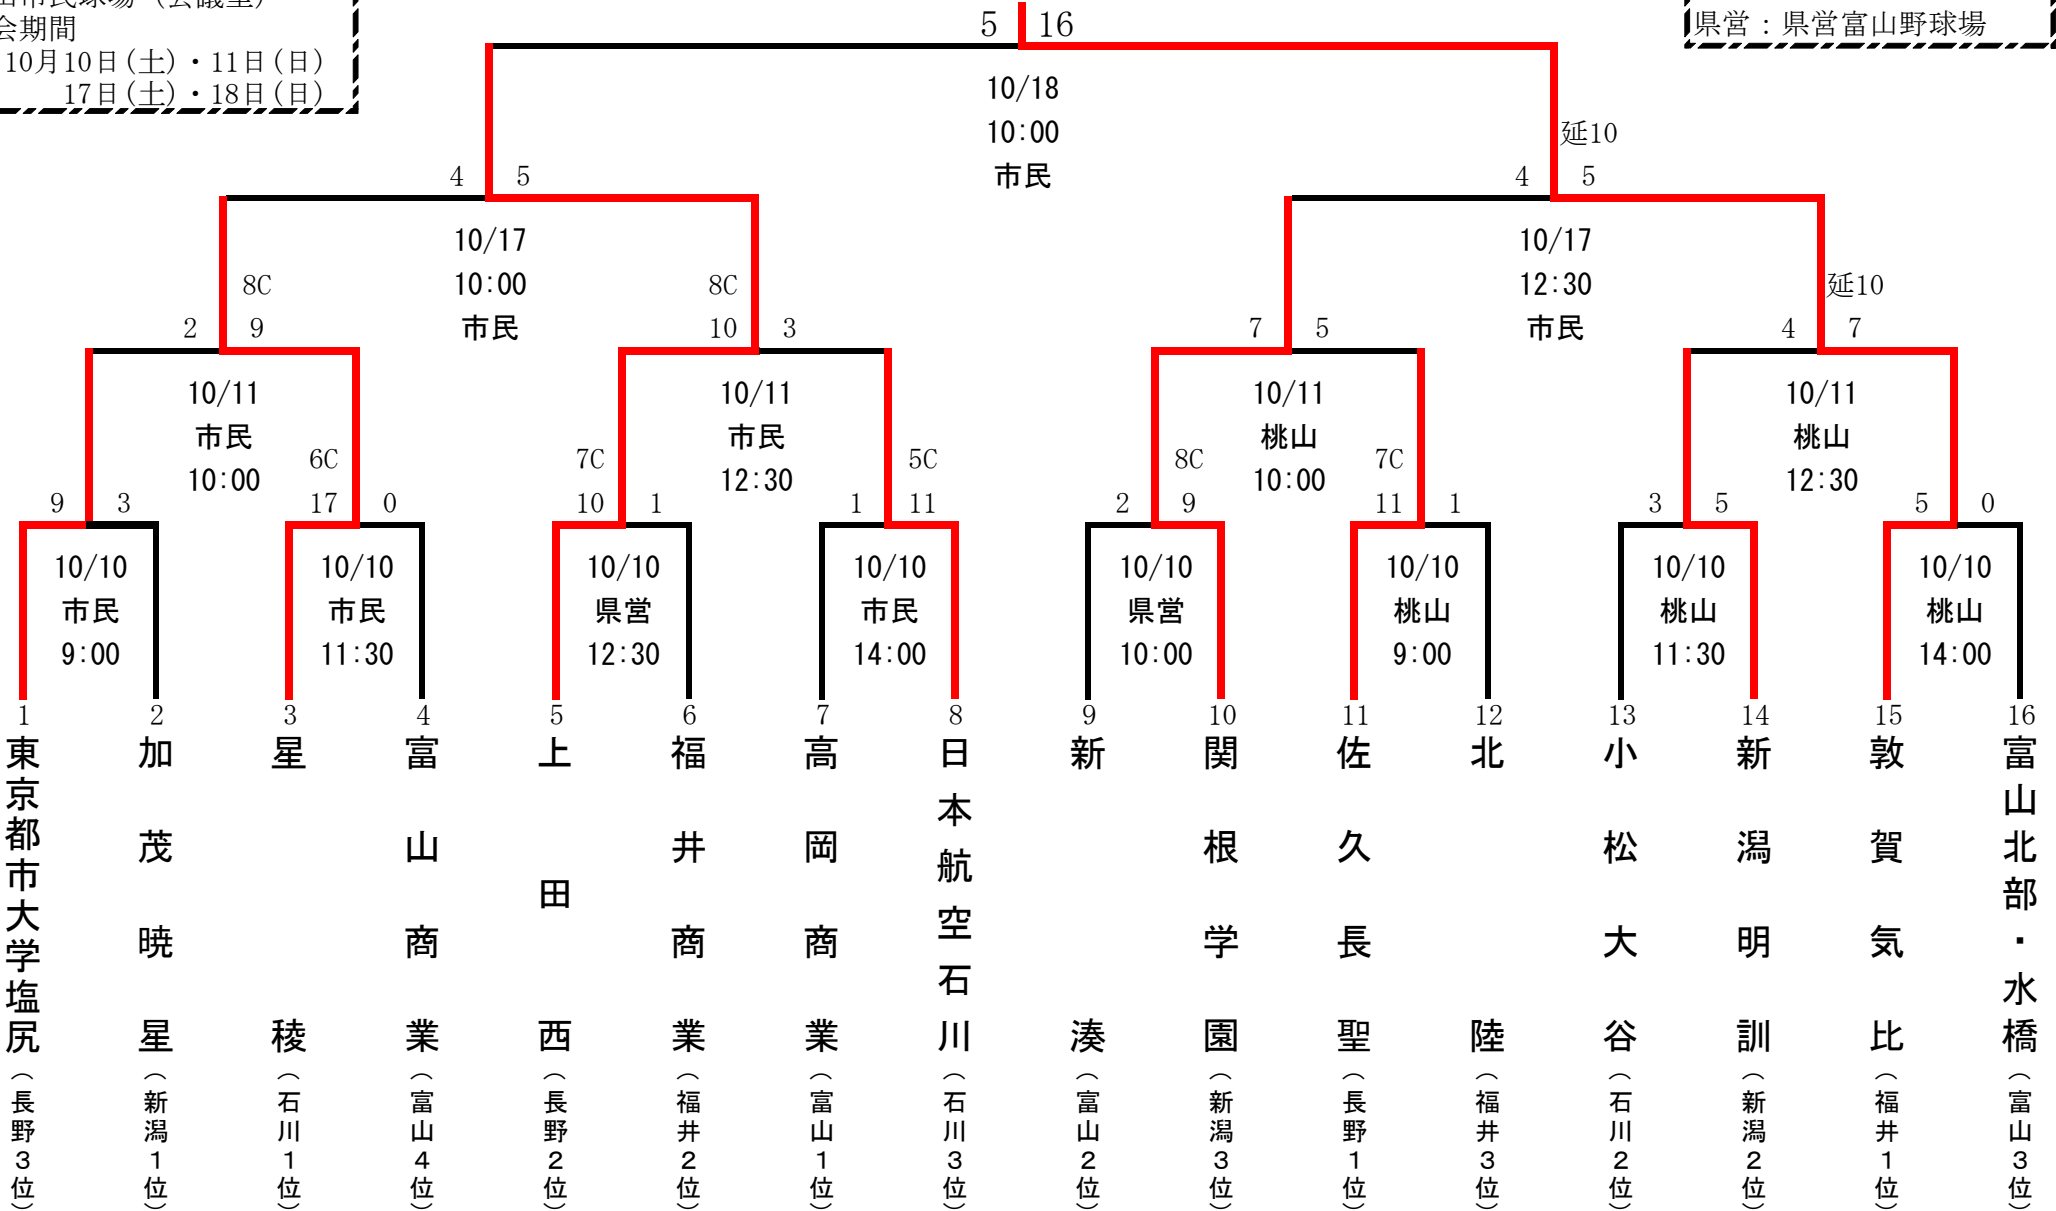 山市民球場 (会議室)
会期間
10月10日(土)・11日(日)
17日(土)・18日(日)
県営：県営富山野球場
5 16
10/18
10:00
市民
延10
4 5
4 5
10/17
10:00
市民
10/17
12:30
市民
8C
8C
延10
2 9
10 3
7 5
4 7
10/11
市民
10:00
10/11
市民
12:30
10/11
桃山
10:00
10/11
桃山
12:30
6C
7C
5C
8C
7C
9 3
17 0
10 1
1 11
2 9
11 1
3 5
5 0
10/10
市民
9:00
10/10
市民
11:30
10/10
県営
12:30
10/10
市民
14:00
10/10
県営
10:00
10/10
桃山
9:00
10/10
桃山
11:30
10/10
桃山
14:00
1
東京都市大学塩尻
（長野３位）
2
加茂暁星
（新潟１位）
3
星稜
（石川１位）
4
富山商業
（富山４位）
5
上田西
（長野２位）
6
福井商業
（福井２位）
7
高岡商業
（富山１位）
8
日本航空石川
（石川３位）
9
新湊
（富山２位）
10
関根学園
（新潟３位）
11
佐久長聖
（長野１位）
12
北陸
（福井３位）
13
小松大谷
（石川２位）
14
新潟明訓
（新潟２位）
15
敦賀気比
（福井１位）
16
富山北部・水橋
（富山３位）